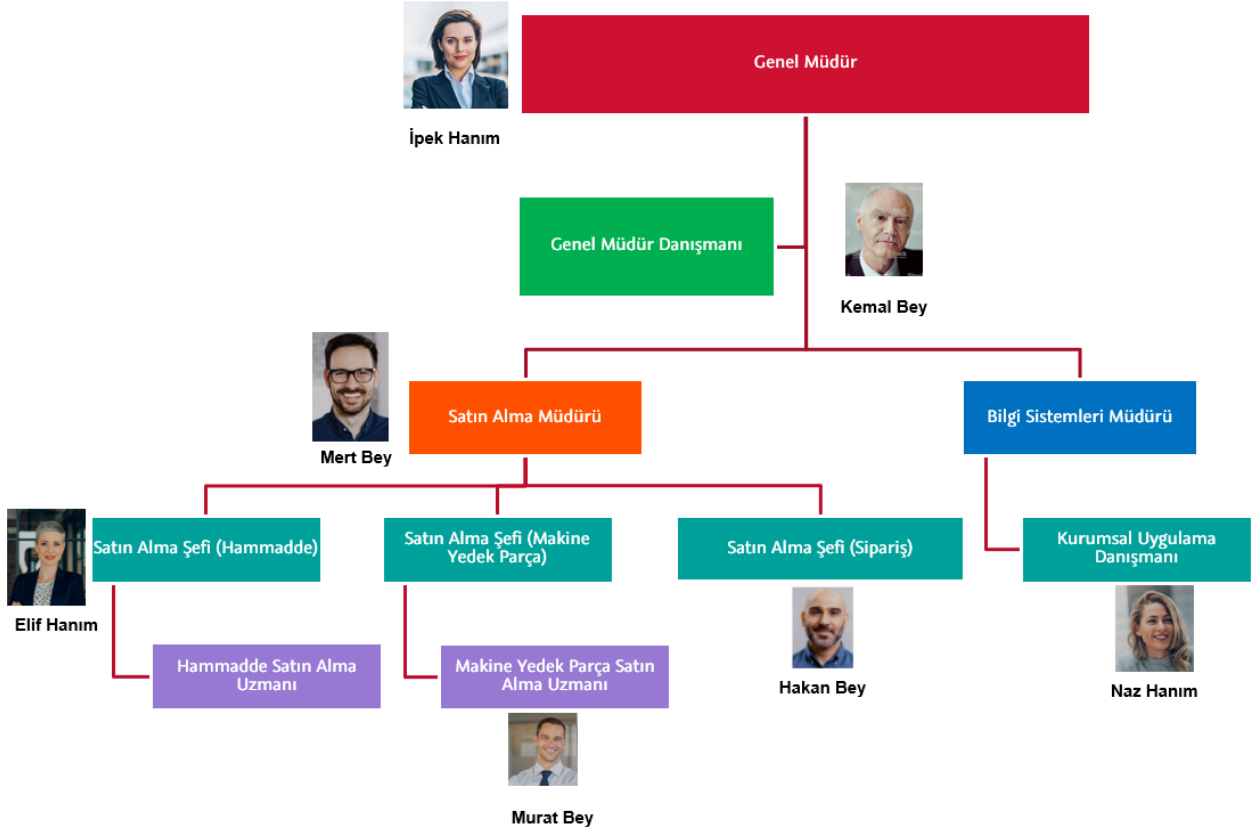 Genel Müdür
İpek Hanım
Genel Müdür Danışmanı
Kemal Bey
Satın Alma Müdürü
Mert Bey
Bilgi Sistemleri Müdürü
Satın Alma Şefi (Hammadde)
Elif Hanım
Satın Alma Şefi (Makine
Yedek Parça)
Satın Alma Şefi (Sipariş)
Hakan Bey
Kurumsal Uygulama
Danışmanı
Naz Hanım
Hammadde Satın Alma
Uzmanı
Makine Yedek Parça Satın
Alma Uzmanı
Murat Bey